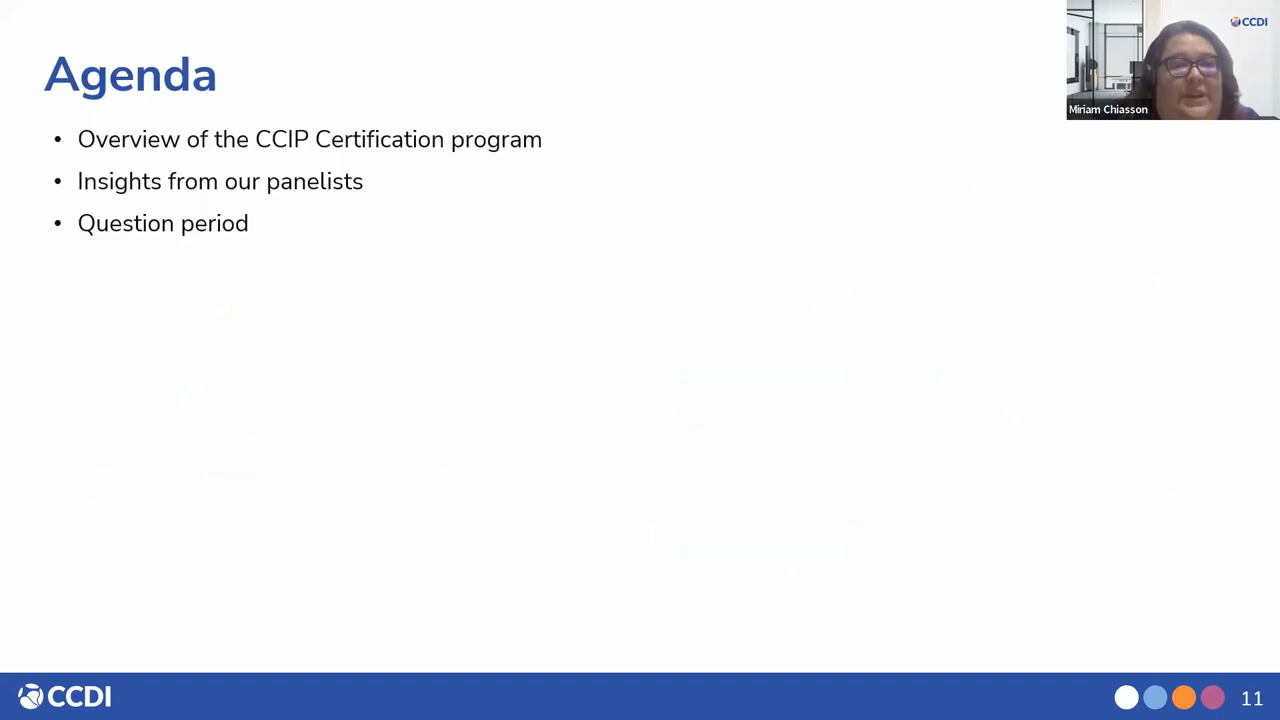 CCDI
Miriam Chiasson
Agenda
• Overview of the CCIP Certification program
• Insights from our panelists
• Question period
CCDI
11